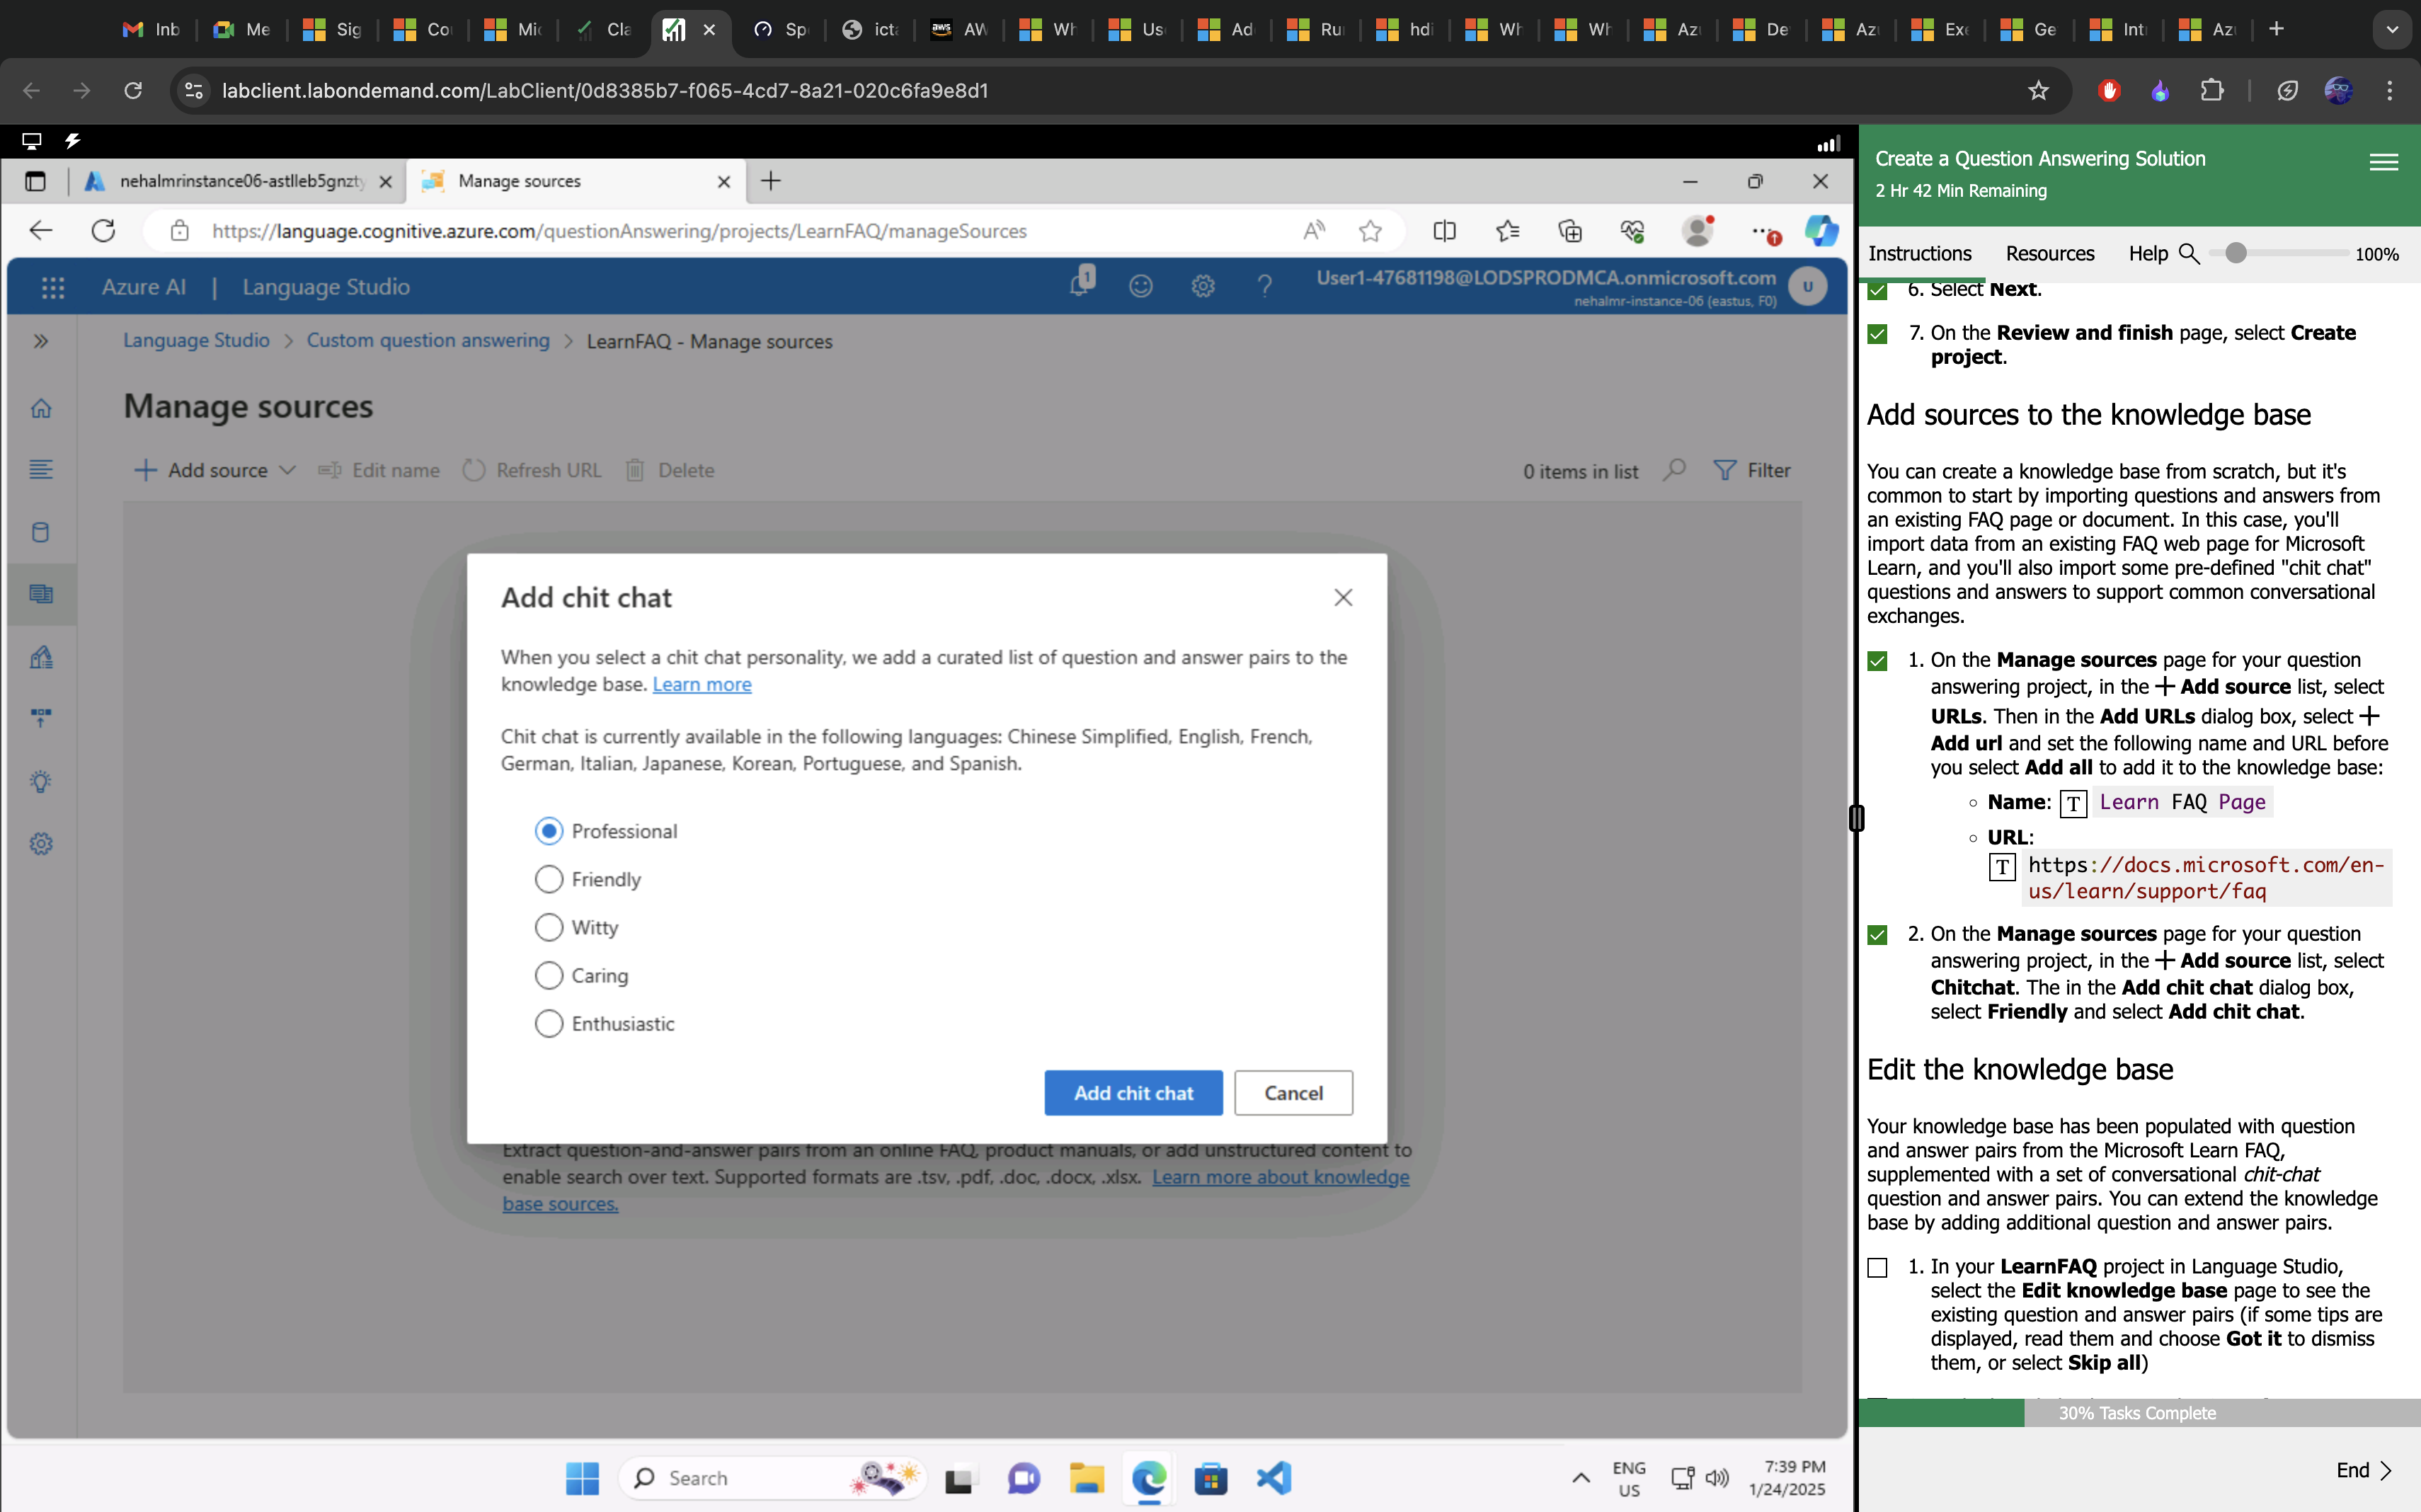 Inb
Me
Sig
Mic
Cla
Sp
icta
AW
Wh
Us
Ad
Ru
hdi
Wh
Wh
Az
De
Az
Exe
Ge
Int
Az
labclient.labondemand.com/LabClient/0d8385b7-f065-4cd7-8a21-020c6fa9e8d1
nehalmrinstance06-astlleb5gnzty
Manage sources
https://language.cognitive.azure.com/questionAnswering/projects/LearnFAQ/manageSources
Azure AI | Language Studio
1
User1-47681198@LODSPRODMCA.onmicrosoft.com
nehalmr-instance-06 (eastus, F0)
U
Language Studio > Custom question answering > LearnFAQ - Manage sources
Manage sources
Add source
Edit name
Refresh URL
Delete
0 items in list
Filter
Add chit chat
When you select a chit chat personality, we add a curated list of question and answer pairs to the
knowledge base. Learn more
Chit chat is currently available in the following languages: Chinese Simplified, English, French,
German, Italian, Japanese, Korean, Portuguese, and Spanish.
Professional
Friendly
Witty
Caring
Enthusiastic
Add chit chat
Cancel
Extract question-and-answer pairs from an online FAQ, product manuals, or add unstructured content to
enable search over text. Supported formats are .tsv, .pdf, .doc, .docx, .xlsx. Learn more about knowledge
base sources.
Search
ENG
US
7:39 PM
1/24/2025
Create a Question Answering Solution
2 Hr 42 Min Remaining
Instructions
Resources
Help
100%
6. Select Next.
7. On the Review and finish page, select Create
project.
Add sources to the knowledge base
You can create a knowledge base from scratch, but it's
common to start by importing questions and answers from
an existing FAQ page or document. In this case, you'll
import data from an existing FAQ web page for Microsoft
Learn, and you'll also import some pre-defined "chit chat"
questions and answers to support common conversational
exchanges.
1. On the Manage sources page for your question
answering project, in the + Add source list, select
URLs. Then in the Add URLs dialog box, select +
Add url and set the following name and URL before
you select Add all to add it to the knowledge base:
Name: T Learn FAQ Page
URL:
T https://docs.microsoft.com/en-
us/learn/support/faq
2. On the Manage sources page for your question
answering project, in the + Add source list, select
Chitchat. The in the Add chit chat dialog box,
select Friendly and select Add chit chat.
Edit the knowledge base
Your knowledge base has been populated with question
and answer pairs from the Microsoft Learn FAQ,
supplemented with a set of conversational chit-chat
question and answer pairs. You can extend the knowledge
base by adding additional question and answer pairs.
1. In your LearnFAQ project in Language Studio,
select the Edit knowledge base page to see the
existing question and answer pairs (if some tips are
displayed, read them and choose Got it to dismiss
them, or select Skip all)
30% Tasks Complete
End